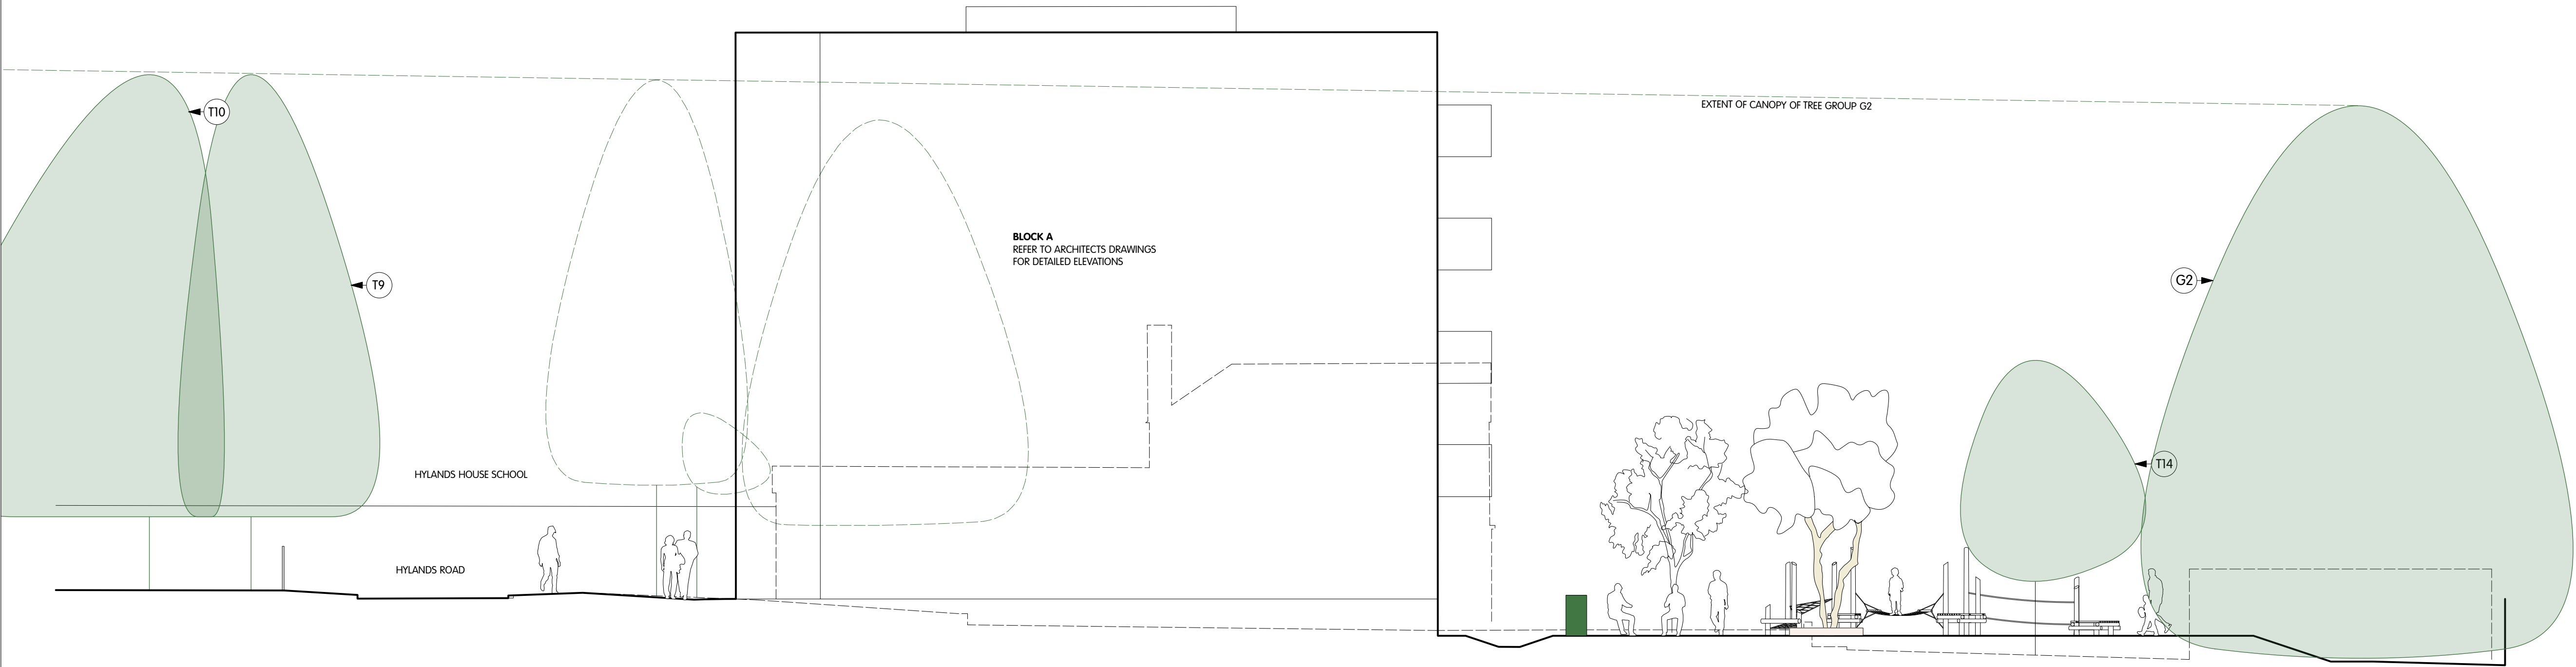 T10
EXTENT OF CANOPY OF TREE GROUP G2
BLOCK A
REFER TO ARCHITECTS DRAWINGS
FOR DETAILED ELEVATIONS
T9
G2
T14
HYLANDS HOUSE SCHOOL
HYLANDS ROAD